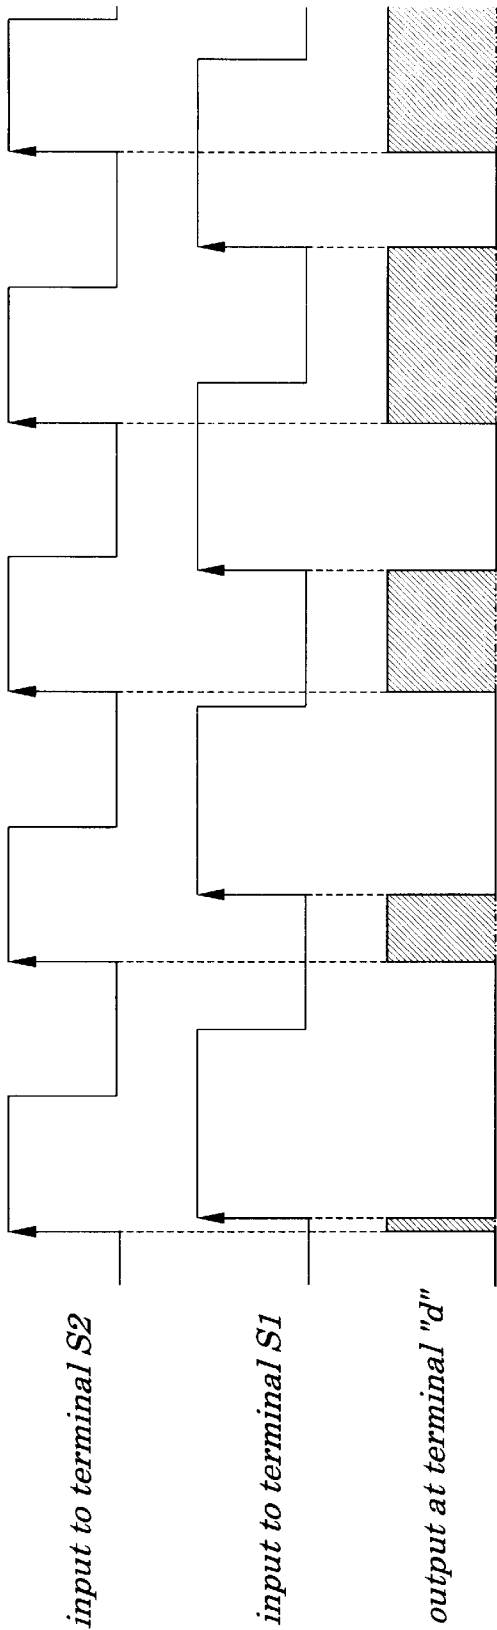 input to terminal S2
input to terminal S1
output at terminal "d"